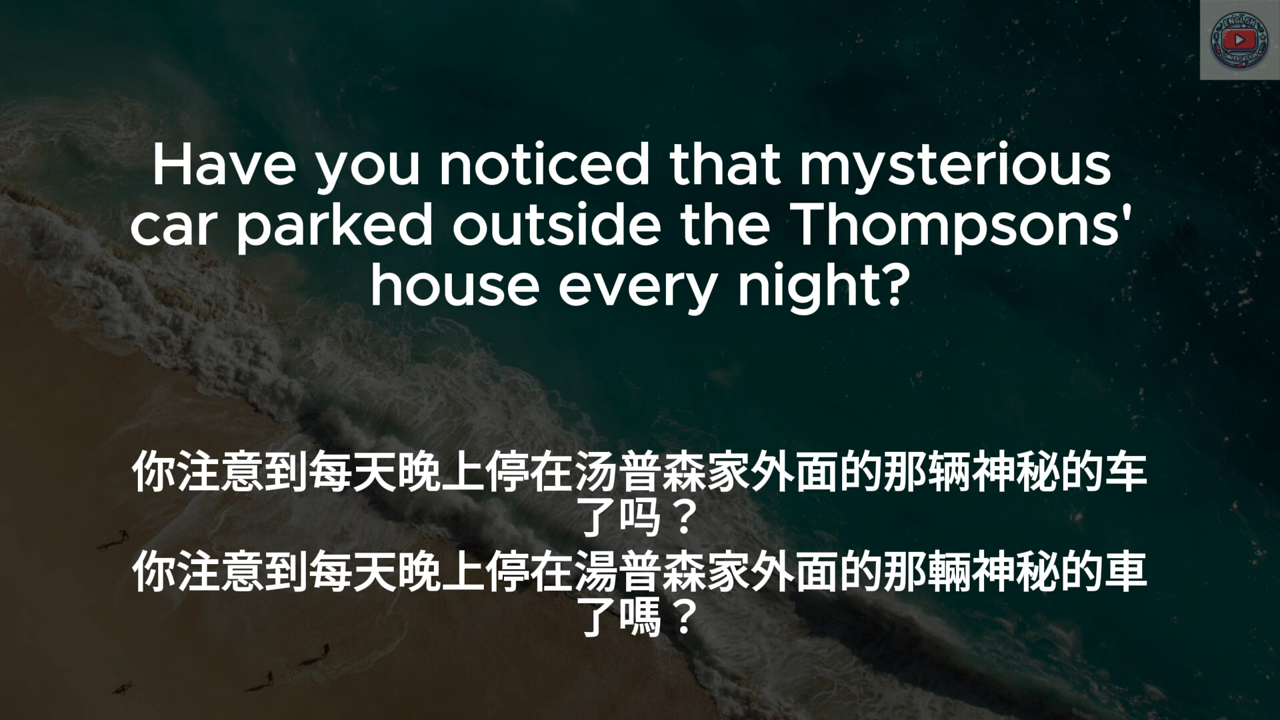 Have you noticed that mysterious
car parked outside the Thompsons'
house every night?
你注意到每天晚上停在汤普森家外面的那辆神秘的车
了吗？
你注意到每天晚上停在湯普森家外面的那輛神秘的車
了嗎？